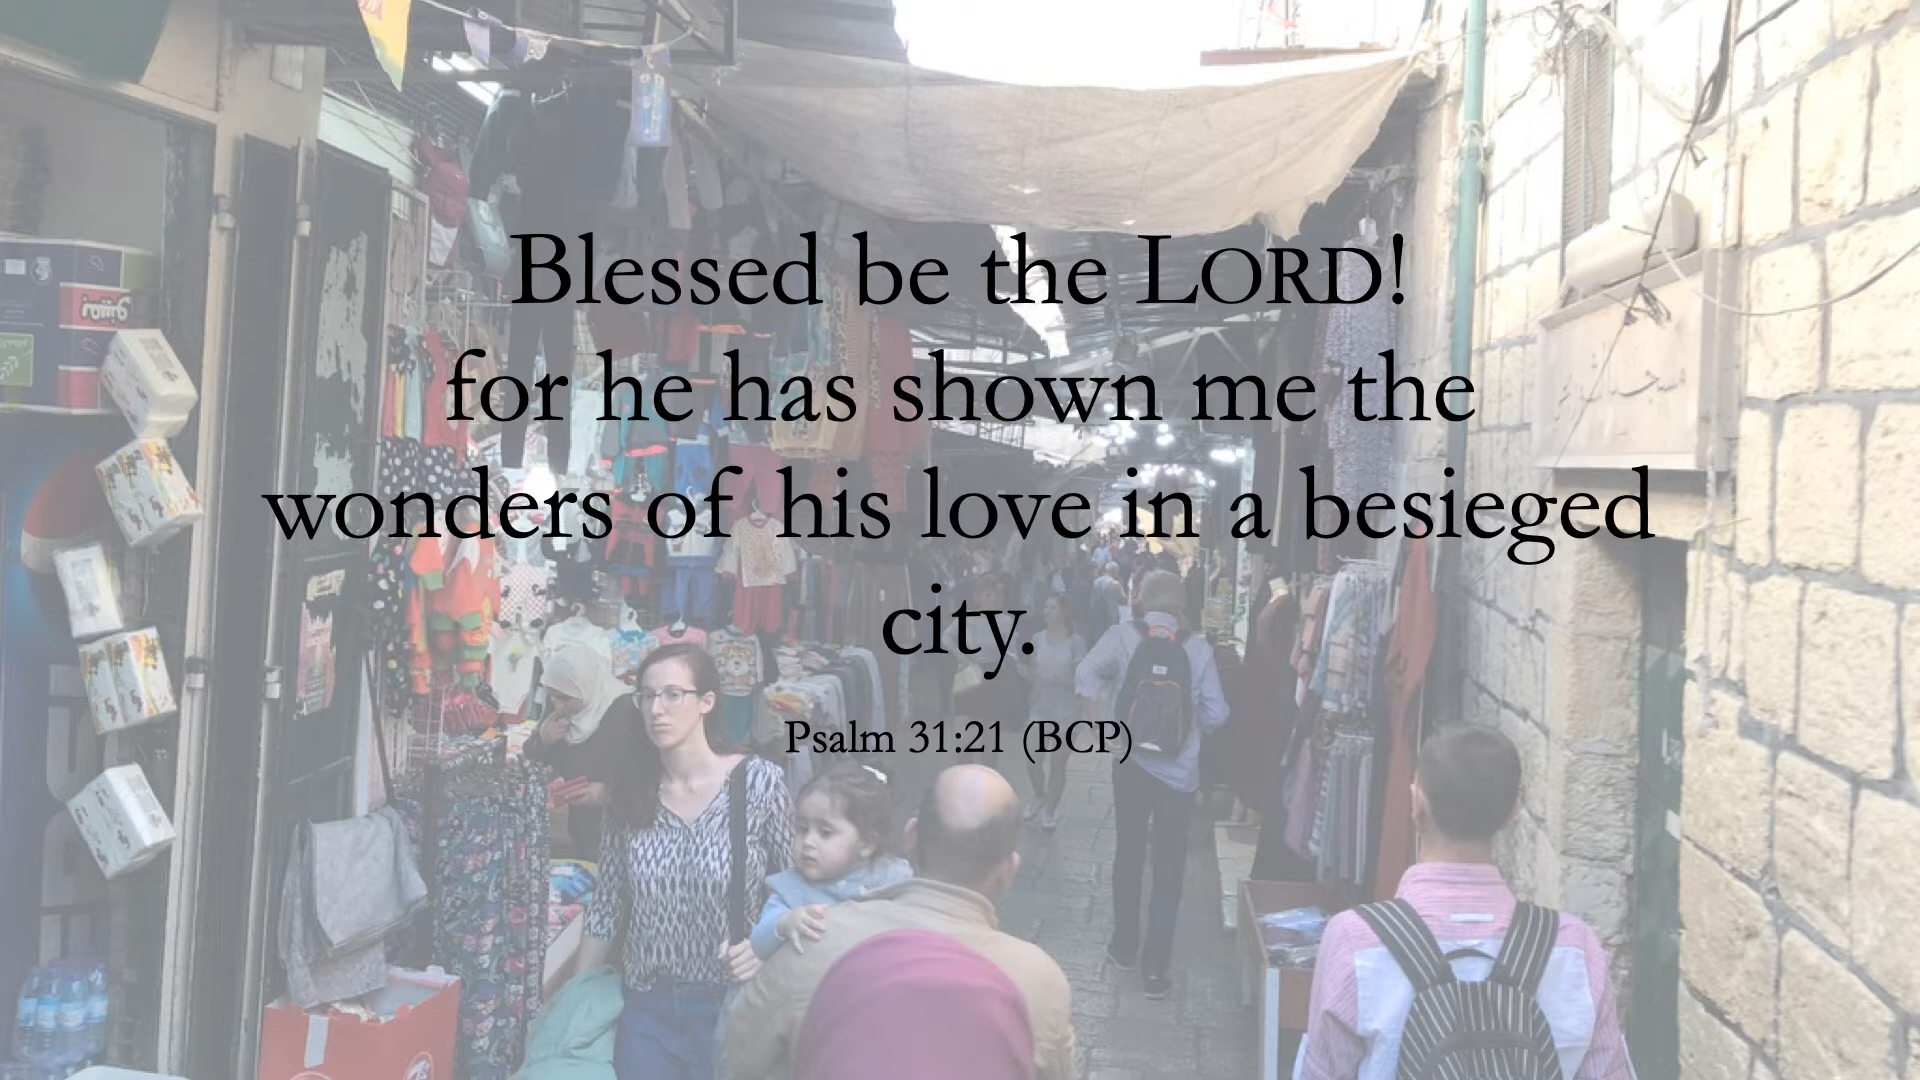 Blessed be the LORD!
for he has shown me the
wonders of his love in a besieged
city.
Psalm 31:21 (BCP)